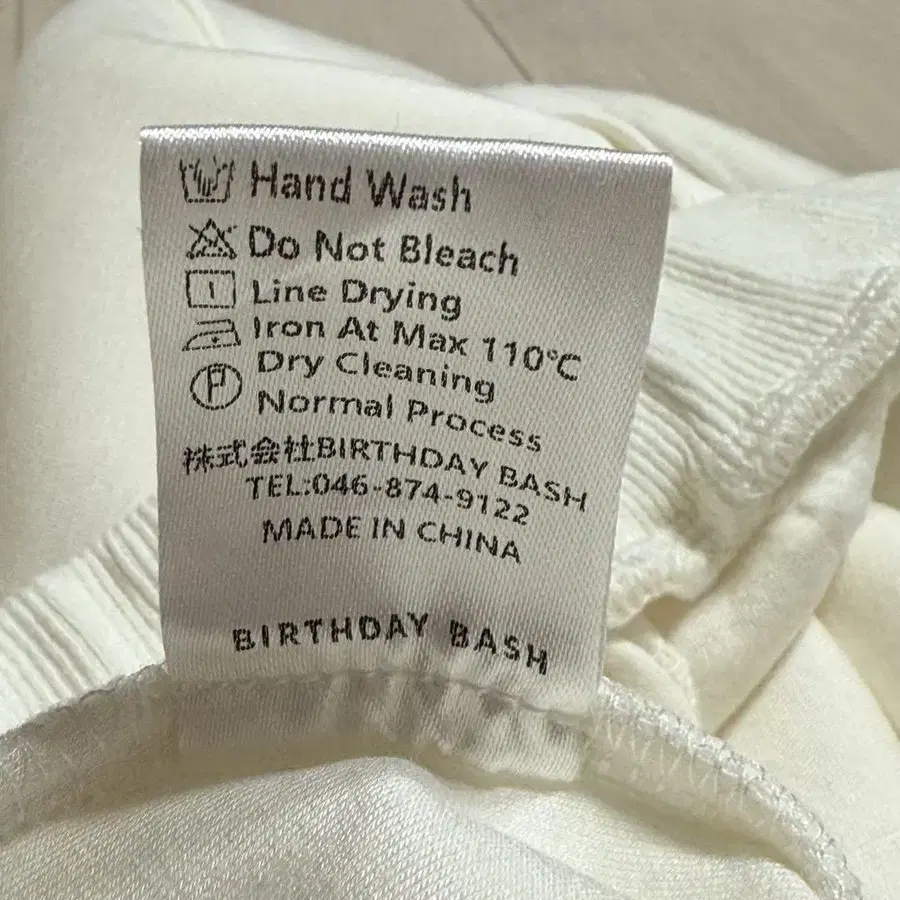 Hand Wash
Do Not Bleach
Line Drying
Iron At Max 110°C
Dry Cleaning
P
Normal Process
株式会社BIRTHDAY BASH
TEL:046-874-9122
MADE IN CHINA
BIRTHDAY BASH